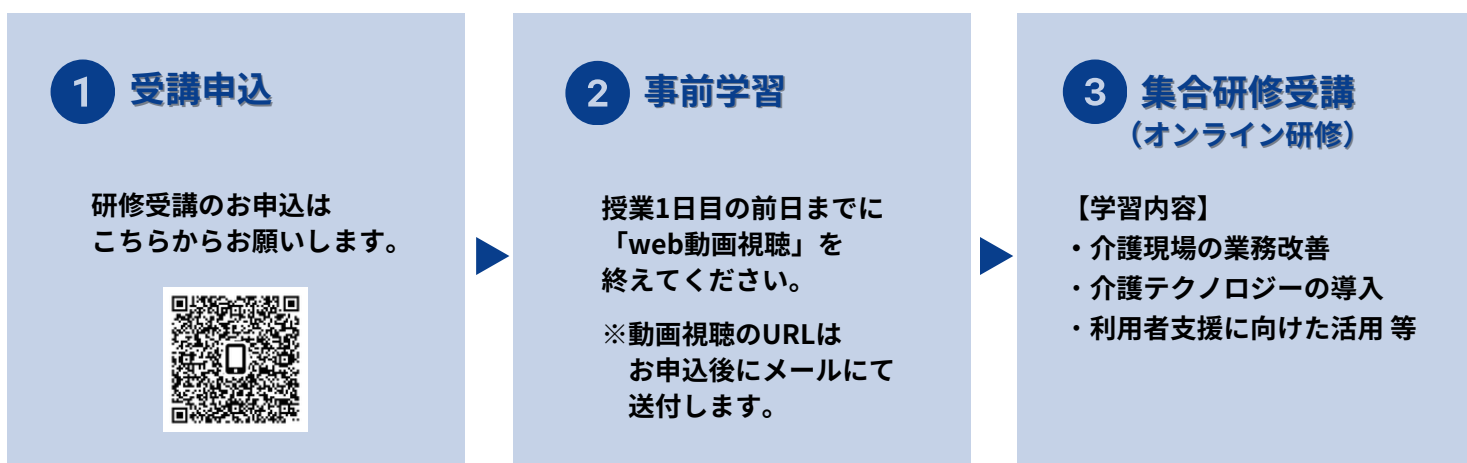 1 受講申込
研修受講のお申込は
こちらからお願いします。
2 事前学習
授業1日目の前日までに
「web動画視聴」を
終えてください。
※動画視聴のURLは
お申込後にメールにて
送付します。
3 集合研修受講
（オンライン研修）
【学習内容】
・介護現場の業務改善
・介護テクノロジーの導入
・利用者支援に向けた活用 等